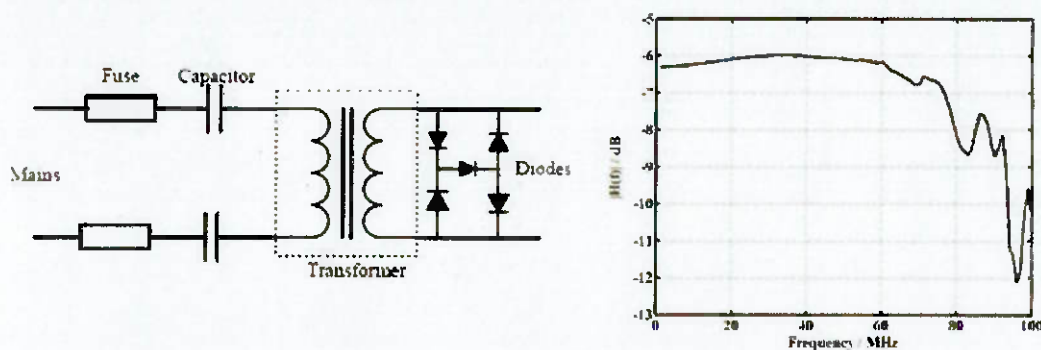 Fuse
Capacitor
Mains
Diodes
Transformer
|H(f)| / dB
-5
-6
-7
-8
-9
-10
-11
-12
-13
0
20
40
60
80
100
Frequency / MHz